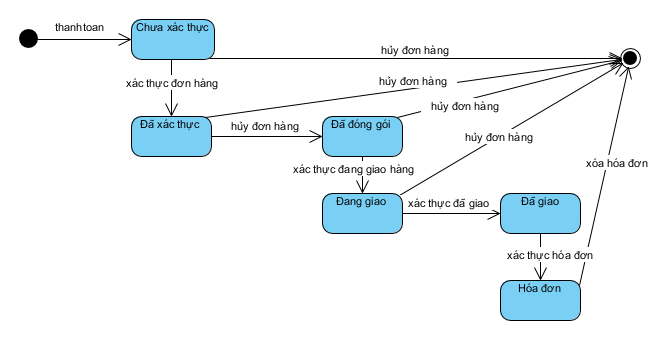 thanhtoan
Chưa xác thực
hủy đơn hàng
xác thực đơn hàng
hủy đơn hàng
hủy đơn hàng
Đã xác thực
hủy đơn hàng
Đã đóng gói
hủy đơn hàng
xác thực đang giao hàng
xóa hóa đơn
Đang giao
xác thực đã giao
Đã giao
xác thực hóa đơn
Hóa đơn